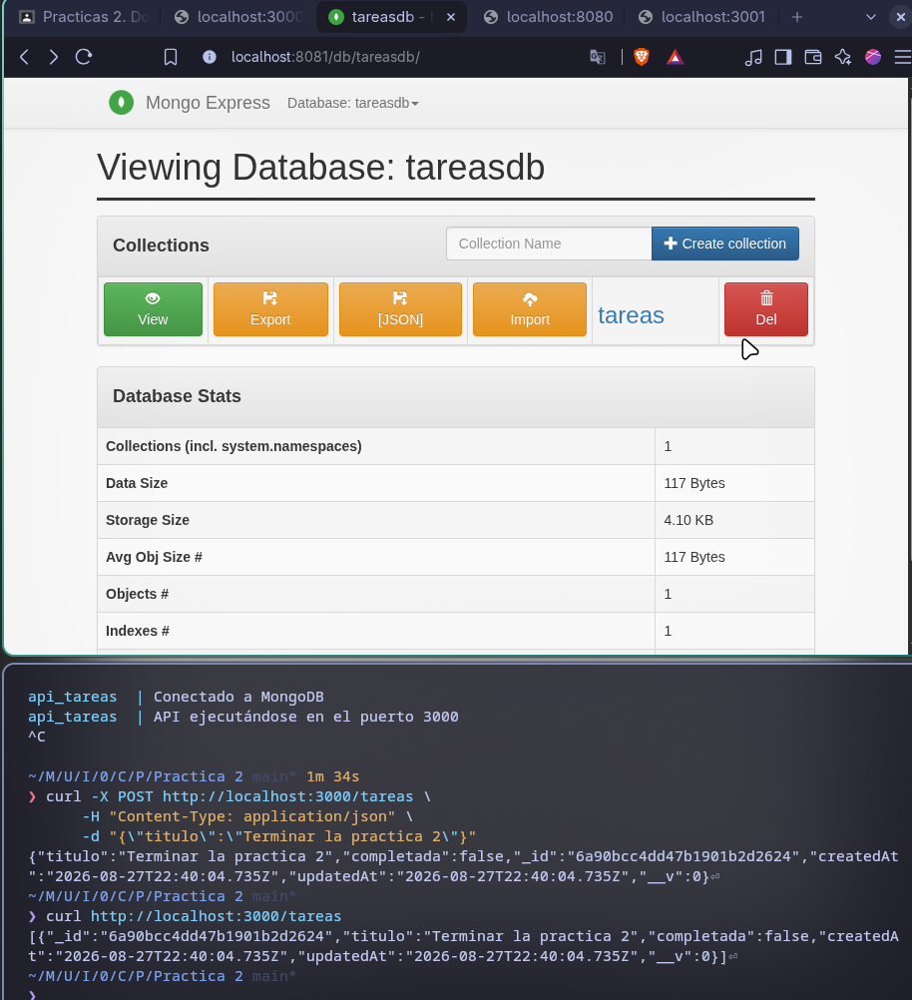 Practicas 2. Do
localhost:3000
tareasdb - M
localhost:8080
localhost:3001
localhost:8081/db/tareasdb/
Mongo Express
Database: tareasdb
Viewing Database: tareasdb
Collections
Collection Name
Create collection
View
Export
[JSON]
Import
tareas
Del
Database Stats
Collections (incl. system.namespaces) 1
Data Size 117 Bytes
Storage Size 4.10 KB
Avg Obj Size # 117 Bytes
Objects # 1
Indexes # 1
api_tareas  | Conectado a MongoDB
api_tareas  | API ejecutándose en el puerto 3000
^C
~/M/U/I/0/C/P/Practica 2 main* 1m 34s
❯ curl -X POST http://localhost:3000/tareas \
-H "Content-Type: application/json" \
-d "{\"titulo\":\"Terminar la practica 2\"}"
{"titulo":"Terminar la practica 2","completada":false,"_id":"6a90bcc4dd47b1901b2d2624","createdAt
":"2026-08-27T22:40:04.735Z","updatedAt":"2026-08-27T22:40:04.735Z","__v":0}⏎
~/M/U/I/0/C/P/Practica 2 main*
❯ curl http://localhost:3000/tareas
[{"_id":"6a90bcc4dd47b1901b2d2624","titulo":"Terminar la practica 2","completada":false,"createdA
t":"2026-08-27T22:40:04.735Z","updatedAt":"2026-08-27T22:40:04.735Z","__v":0}]⏎
~/M/U/I/0/C/P/Practica 2 main*
❯